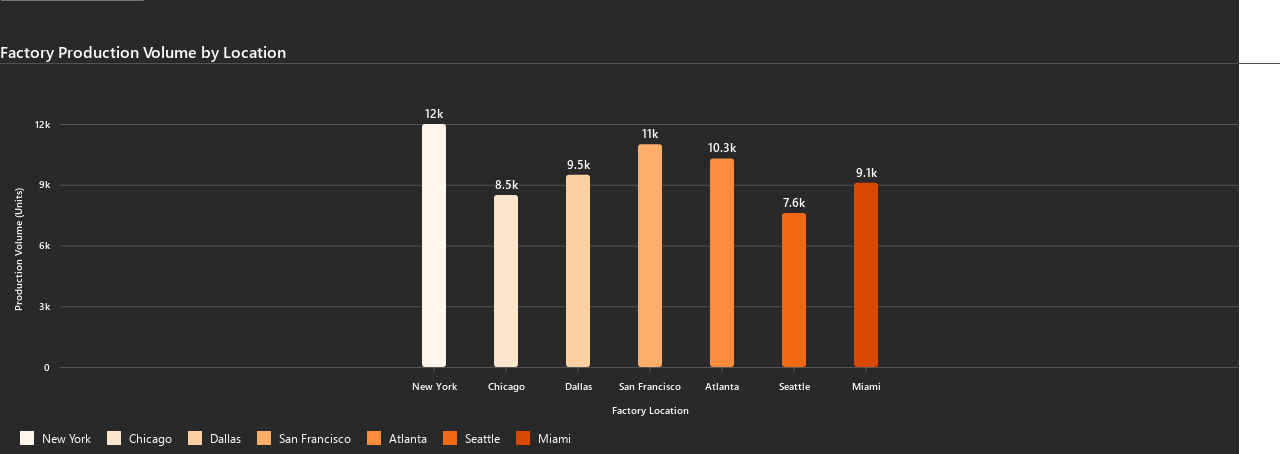 Factory Production Volume by Location
12k
11k
10.3k
9.5k
9.1k
8.5k
7.6k
12k
9k
6k
3k
0
Production Volume (Units)
New York Chicago Dallas San Francisco Atlanta Seattle Miami
Factory Location
New York Chicago Dallas San Francisco Atlanta Seattle Miami